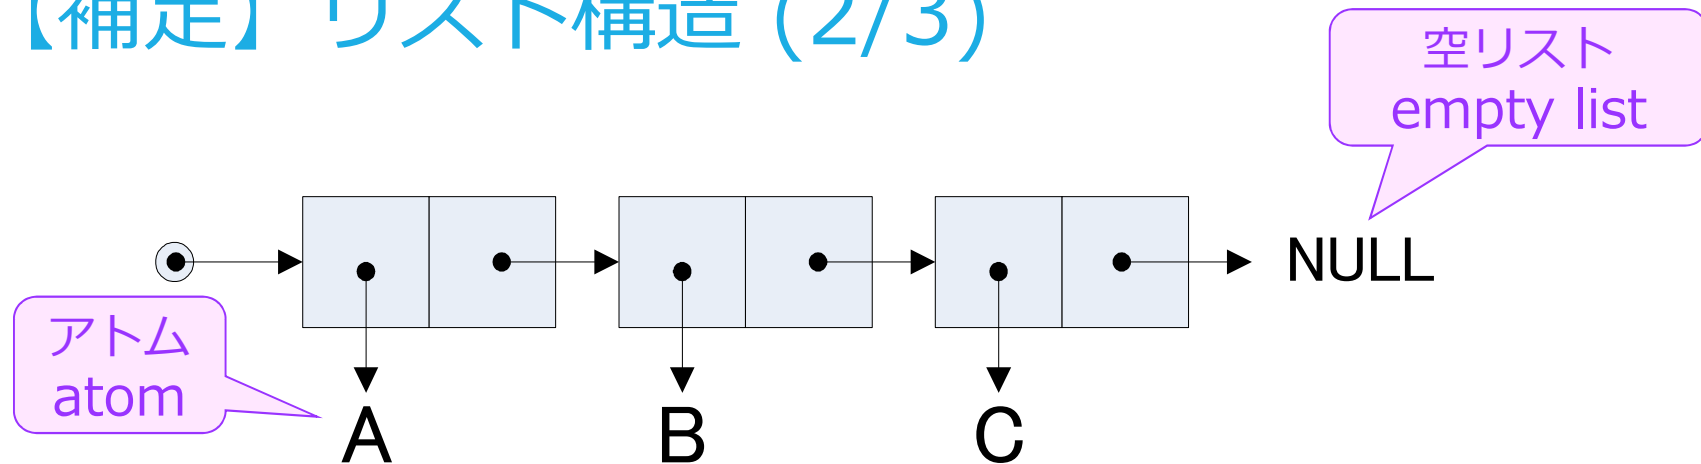 【補足】リスト構造 (2/3)
空リスト
empty list
NULL
アトム
atom
A B C